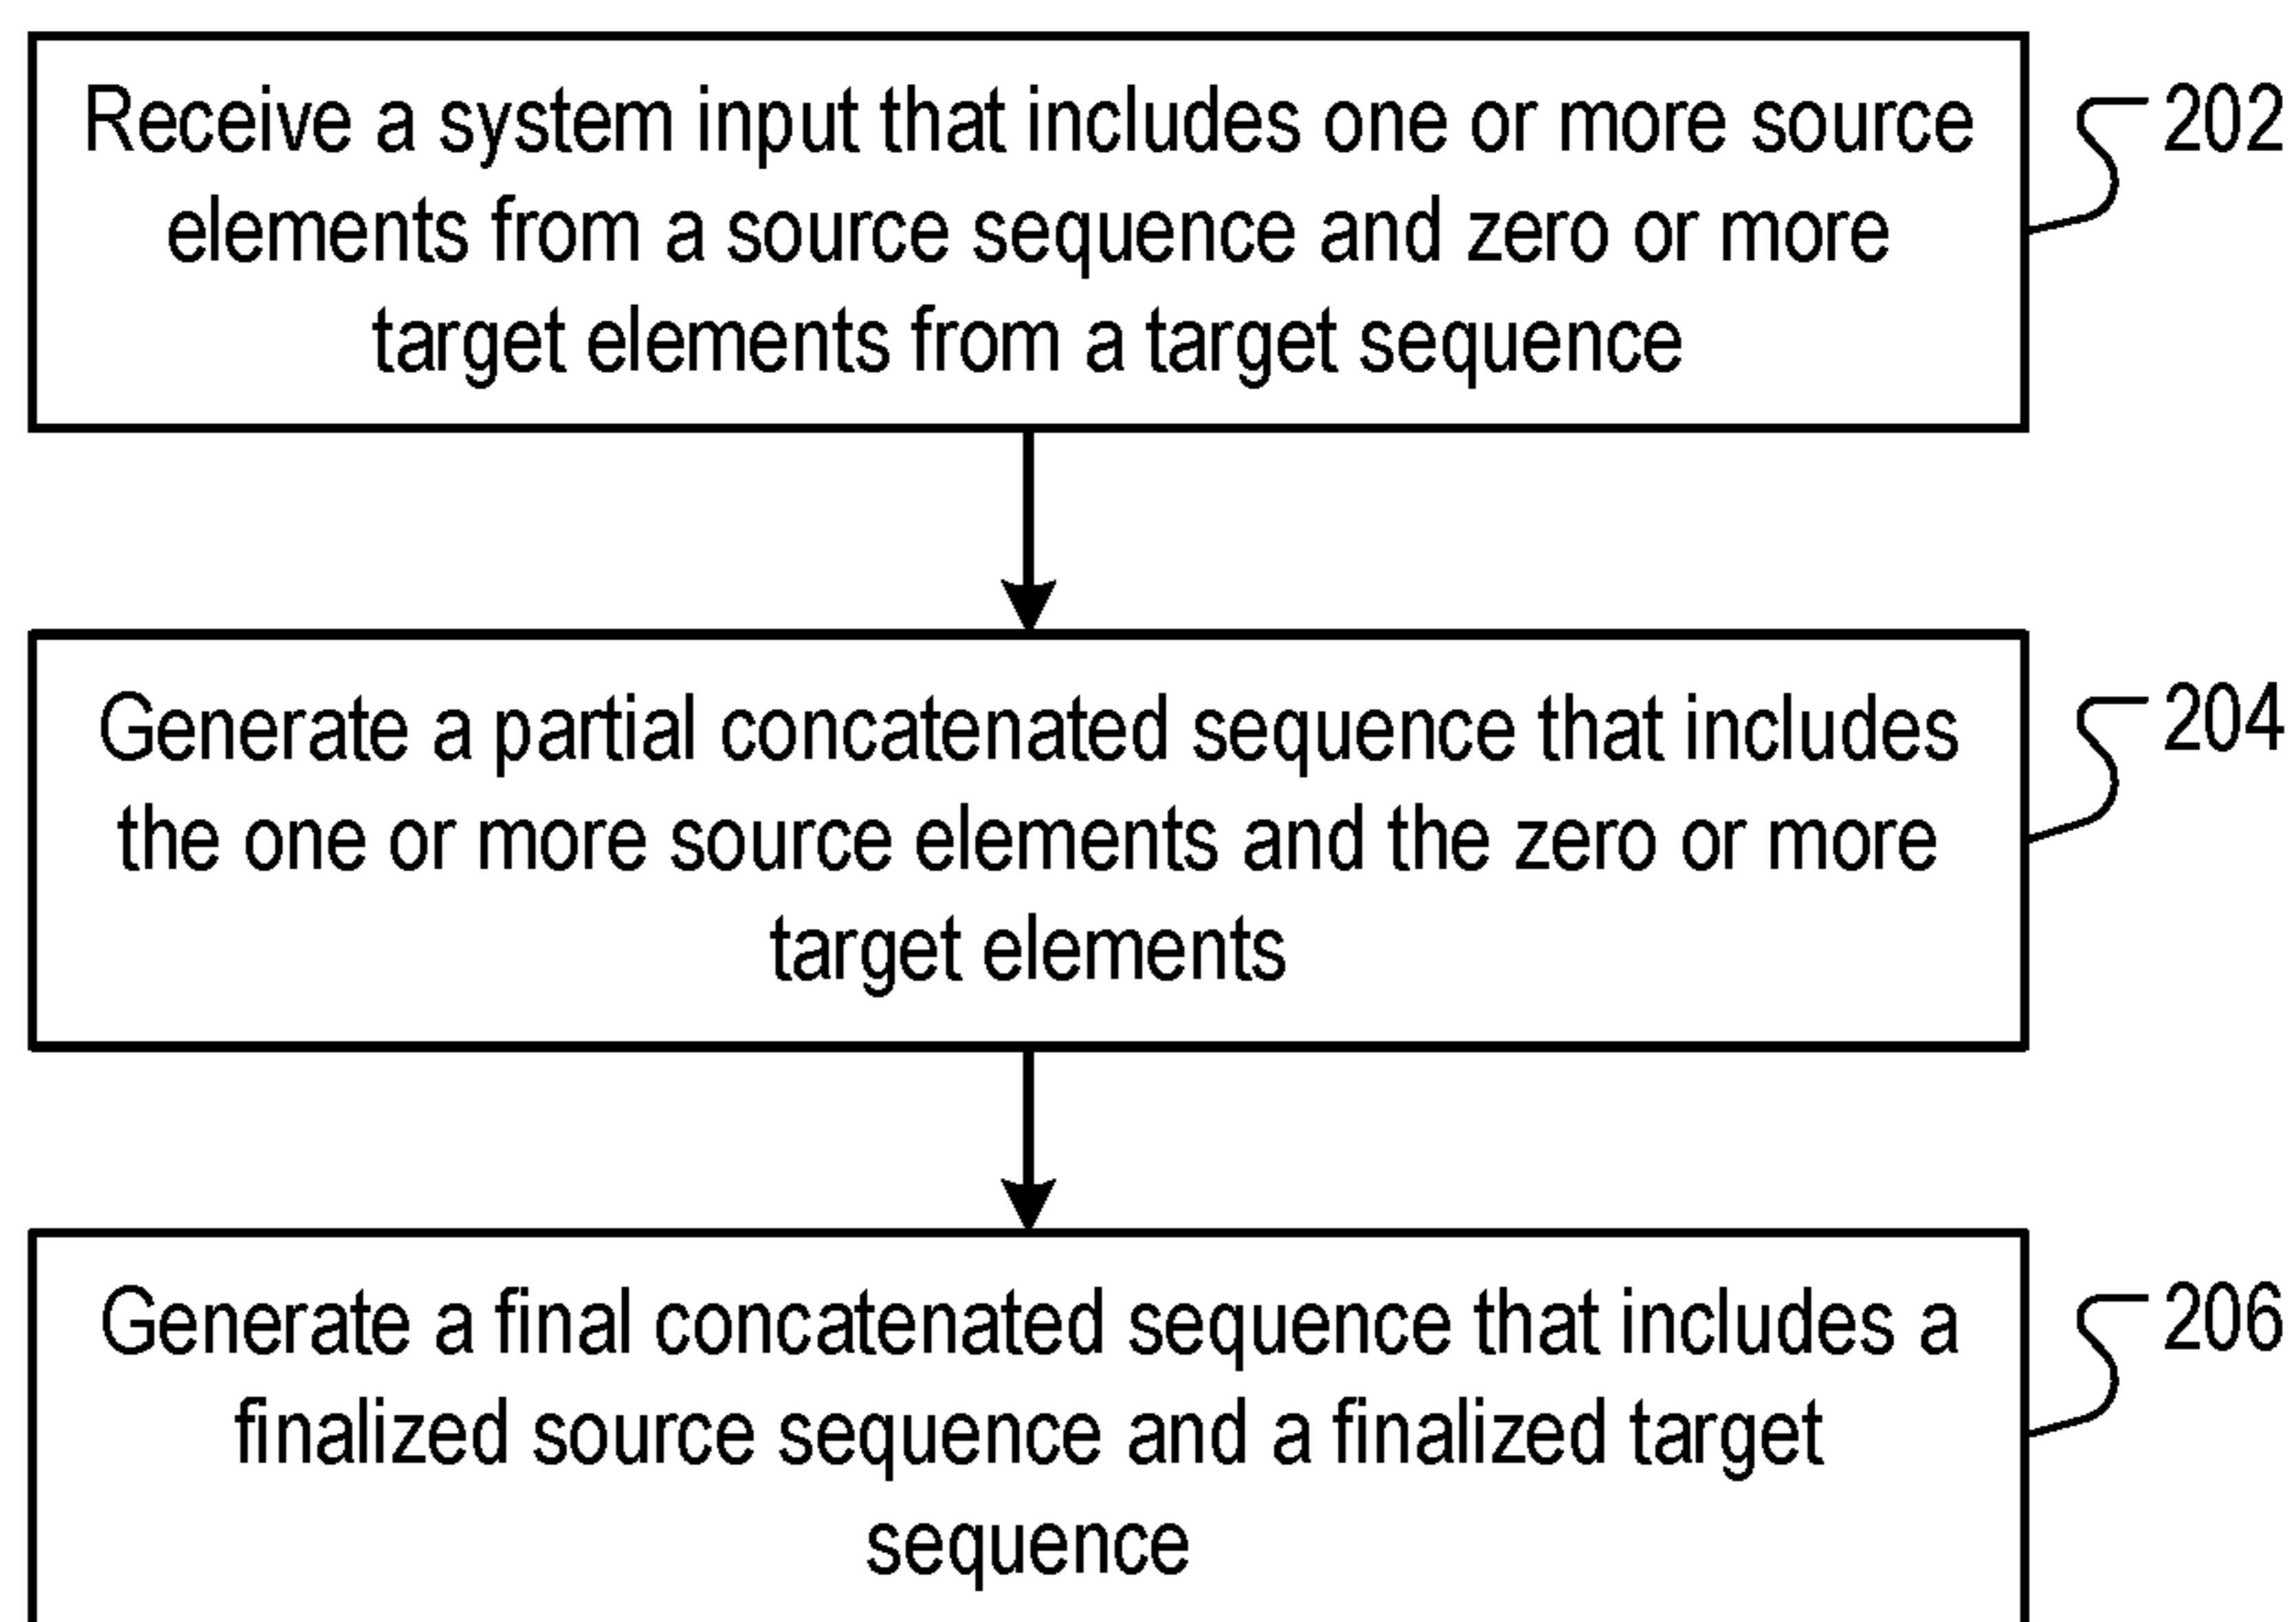 Receive a system input that includes one or more source
elements from a source sequence and zero or more
target elements from a target sequence
202
Generate a partial concatenated sequence that includes
the one or more source elements and the zero or more
target elements
204
Generate a final concatenated sequence that includes a
finalized source sequence and a finalized target
sequence
206